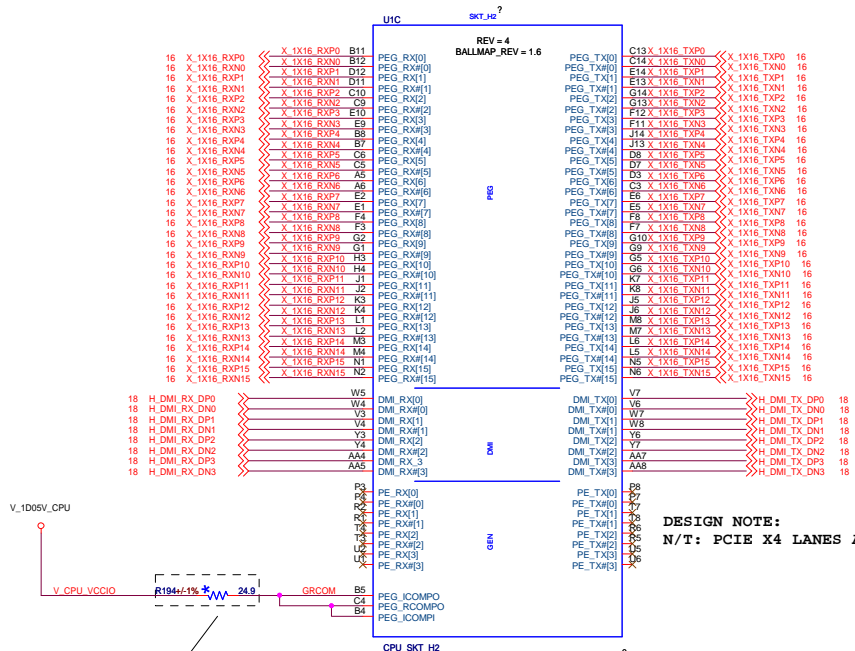 U1C SKT_H2 ?
REV = 4
BALLMAP_REV = 1.6
16 X_1X16_RXP0 X_1X16_RXP0 B11 PEG_RX[0] PEG_TX[0] C13 X_1X16_TXP0 X_1X16_TXP0 16
16 X_1X16_RXN0 X_1X16_RXN0 B12 PEG_RX#[0] PEG_TX#[0] C14 X_1X16_TXN0 X_1X16_TXN0 16
16 X_1X16_RXP1 X_1X16_RXP1 D12 PEG_RX[1] PEG_TX[1] E14 X_1X16_TXP1 X_1X16_TXP1 16
16 X_1X16_RXN1 X_1X16_RXN1 D11 PEG_RX#[1] PEG_TX#[1] E13 X_1X16_TXN1 X_1X16_TXN1 16
16 X_1X16_RXP2 X_1X16_RXP2 C10 PEG_RX[2] PEG_TX[2] G14 X_1X16_TXP2 X_1X16_TXP2 16
16 X_1X16_RXN2 X_1X16_RXN2 C9 PEG_RX#[2] PEG_TX#[2] G13 X_1X16_TXN2 X_1X16_TXN2 16
16 X_1X16_RXP3 X_1X16_RXP3 E10 PEG_RX[3] PEG_TX[3] F12 X_1X16_TXP3 X_1X16_TXP3 16
16 X_1X16_RXN3 X_1X16_RXN3 E9 PEG_RX#[3] PEG_TX#[3] F11 X_1X16_TXN3 X_1X16_TXN3 16
16 X_1X16_RXP4 X_1X16_RXP4 B8 PEG_RX[4] PEG_TX[4] J14 X_1X16_TXP4 X_1X16_TXP4 16
16 X_1X16_RXN4 X_1X16_RXN4 B7 PEG_RX#[4] PEG_TX#[4] J13 X_1X16_TXN4 X_1X16_TXN4 16
16 X_1X16_RXP5 X_1X16_RXP5 C6 PEG_RX[5] PEG_TX[5] D8 X_1X16_TXP5 X_1X16_TXP5 16
16 X_1X16_RXN5 X_1X16_RXN5 C5 PEG_RX#[5] PEG_TX#[5] D7 X_1X16_TXN5 X_1X16_TXN5 16
16 X_1X16_RXP6 X_1X16_RXP6 A5 PEG_RX[6] PEG_TX[6] D3 X_1X16_TXP6 X_1X16_TXP6 16
16 X_1X16_RXN6 X_1X16_RXN6 A6 PEG_RX#[6] PEG PEG_TX#[6] C3 X_1X16_TXN6 X_1X16_TXN6 16
16 X_1X16_RXP7 X_1X16_RXP7 E2 PEG_RX[7] PEG_TX[7] E6 X_1X16_TXP7 X_1X16_TXP7 16
16 X_1X16_RXN7 X_1X16_RXN7 E1 PEG_RX#[7] PEG_TX#[7] E5 X_1X16_TXN7 X_1X16_TXN7 16
16 X_1X16_RXP8 X_1X16_RXP8 F4 PEG_RX[8] PEG_TX[8] F8 X_1X16_TXP8 X_1X16_TXP8 16
16 X_1X16_RXN8 X_1X16_RXN8 F3 PEG_RX#[8] PEG_TX#[8] F7 X_1X16_TXN8 X_1X16_TXN8 16
16 X_1X16_RXP9 X_1X16_RXP9 G2 PEG_RX[9] PEG_TX[9] G10 X_1X16_TXP9 X_1X16_TXP9 16
16 X_1X16_RXN9 X_1X16_RXN9 G1 PEG_RX#[9] PEG_TX#[9] G9 X_1X16_TXN9 X_1X16_TXN9 16
16 X_1X16_RXP10 X_1X16_RXP10 H3 PEG_RX[10] PEG_TX[10] G5 X_1X16_TXP10 X_1X16_TXP10 16
16 X_1X16_RXN10 X_1X16_RXN10 H4 PEG_RX#[10] PEG_TX#[10] G6 X_1X16_TXN10 X_1X16_TXN10 16
16 X_1X16_RXP11 X_1X16_RXP11 J1 PEG_RX[11] PEG_TX[11] K7 X_1X16_TXP11 X_1X16_TXP11 16
16 X_1X16_RXN11 X_1X16_RXN11 J2 PEG_RX#[11] PEG_TX#[11] K8 X_1X16_TXN11 X_1X16_TXN11 16
16 X_1X16_RXP12 X_1X16_RXP12 K3 PEG_RX[12] PEG_TX[12] J5 X_1X16_TXP12 X_1X16_TXP12 16
16 X_1X16_RXN12 X_1X16_RXN12 K4 PEG_RX#[12] PEG_TX#[12] J6 X_1X16_TXN12 X_1X16_TXN12 16
16 X_1X16_RXP13 X_1X16_RXP13 L1 PEG_RX[13] PEG_TX[13] M8 X_1X16_TXP13 X_1X16_TXP13 16
16 X_1X16_RXN13 X_1X16_RXN13 L2 PEG_RX#[13] PEG_TX#[13] M7 X_1X16_TXN13 X_1X16_TXN13 16
16 X_1X16_RXP14 X_1X16_RXP14 M3 PEG_RX[14] PEG_TX[14] L6 X_1X16_TXP14 X_1X16_TXP14 16
16 X_1X16_RXN14 X_1X16_RXN14 M4 PEG_RX#[14] PEG_TX#[14] L5 X_1X16_TXN14 X_1X16_TXN14 16
16 X_1X16_RXP15 X_1X16_RXP15 N1 PEG_RX[15] PEG_TX[15] N5 X_1X16_TXP15 X_1X16_TXP15 16
16 X_1X16_RXN15 X_1X16_RXN15 N2 PEG_RX#[15] PEG_TX#[15] N6 X_1X16_TXN15 X_1X16_TXN15 16
18 H_DMI_RX_DP0 W5 DMI_RX[0] DMI_TX[0] V7 H_DMI_TX_DP0 18
18 H_DMI_RX_DN0 W4 DMI_RX#[0] DMI_TX#[0] V6 H_DMI_TX_DN0 18
18 H_DMI_RX_DP1 V3 DMI_RX[1] DMI_TX[1] W7 H_DMI_TX_DP1 18
18 H_DMI_RX_DN1 V4 DMI_RX#[1] DMI_TX#[1] W8 H_DMI_TX_DN1 18
18 H_DMI_RX_DP2 Y3 DMI_RX[2] DMI DMI_TX[2] Y6 H_DMI_TX_DP2 18
18 H_DMI_RX_DN2 Y4 DMI_RX#[2] DMI_TX#[2] Y7 H_DMI_TX_DN2 18
18 H_DMI_RX_DP3 AA4 DMI_RX_3 DMI_TX[3] AA7 H_DMI_TX_DP3 18
18 H_DMI_RX_DN3 AA5 DMI_RX#[3] DMI_TX#[3] AA8 H_DMI_TX_DN3 18
P3 PE_RX[0] PE_TX[0] P8
P4 PE_RX#[0] PE_TX#[0] P7
R2 PE_RX[1] PE_TX[1] T7
R1 PE_RX#[1] PE_TX#[1] T8
T4 PE_RX[2] PE_TX[2] R6
T3 PE_RX#[2] GEN PE_TX#[2] R5
U2 PE_RX[3] PE_TX[3] U5
U1 PE_RX#[3] PE_TX#[3] U6
V_1D05V_CPU
DESIGN NOTE:
N/T: PCIE X4 LANES
V_CPU_VCCIO R194 +/-1% * 24.9 GRCOM B5 PEG_ICOMPO
C4 PEG_RCOMPO
B4 PEG_ICOMPI
CPU_SKT_H2